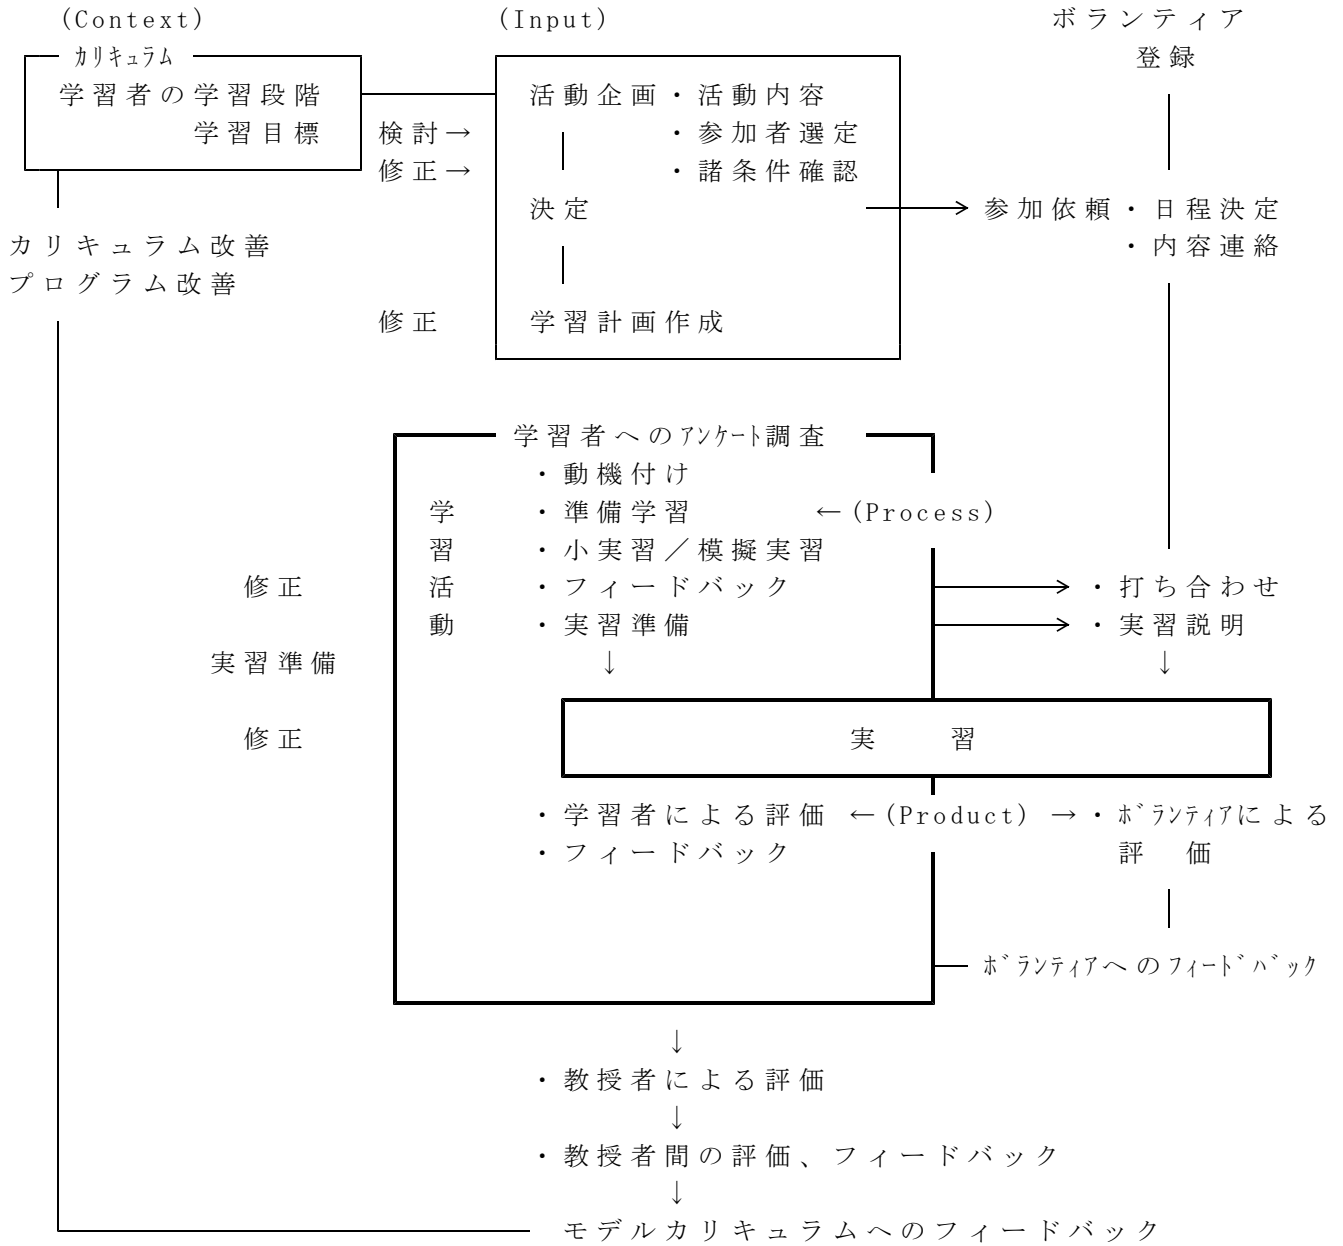 (Context) (Input) ボランティア
カリキュラム 登録
学習者の学習段階 活動企画・活動内容
学習目標 検討→ ・参加者選定
修正→ ・諸条件確認
決定 参加依頼・日程決定
カリキュラム改善 ・内容連絡
プログラム改善
修正 学習計画作成
学習者へのアンケート調査
・動機付け
学 ・準備学習 ←(Process)
習 ・小実習／模擬実習
修正 活 ・フィードバック ・打ち合わせ
動 ・実習準備 ・実習説明
実習準備 ↓ ↓
修正 実 習
・学習者による評価 ←(Product) → ・ボランティアによる
・フィードバック 評 価
ボランティアへのフィードバック
↓
・教授者による評価
↓
・教授者間の評価、フィードバック
↓
モデルカリキュラムへのフィードバック